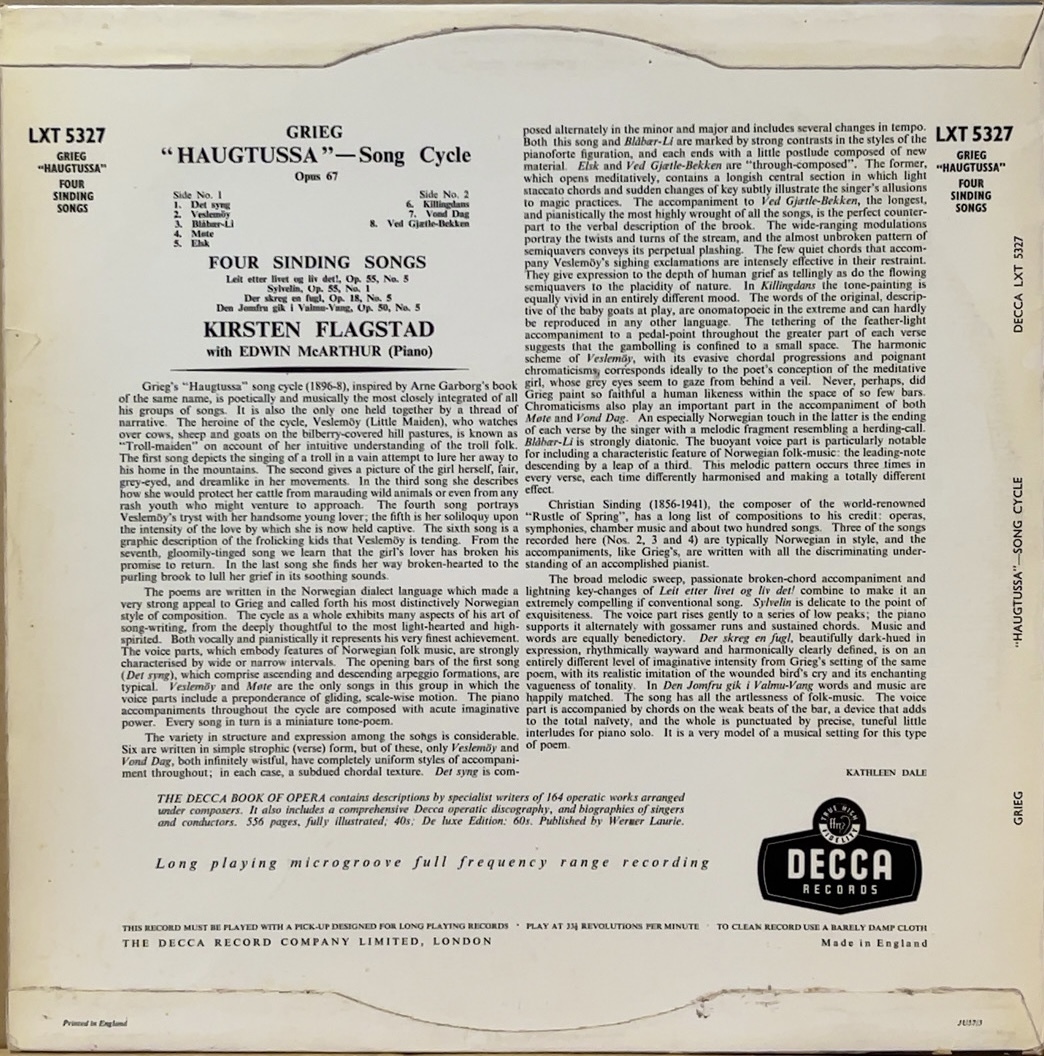 LXT 5327
GRIEG
“HAUGTUSSA”
FOUR
SINDING
SONGS
GRIEG
“HAUGTUSSA”—Song Cycle
Opus 67
Side No. 1
1. Det syng
2. Veslemöy
3. Blåbær-Li
4. Møte
5. Elsk
Side No. 2
6. Killingdans
7. Vond Dag
8. Ved Gjætle-Bekken
FOUR SINDING SONGS
Leit etter livet og liv det!, Op. 55, No. 5
Sylvelin, Op. 55, No. 1
Der skreg en fugl, Op. 18, No. 5
Den Jomfru gik i Valmu-Vang, Op. 50, No. 5
KIRSTEN FLAGSTAD
with EDWIN McARTHUR (Piano)
Grieg's “Haugtussa” song cycle (1896-8), inspired by Arne Garborg's book
of the same name, is poetically and musically the most closely integrated of all
his groups of songs. It is also the only one held together by a thread of
narrative. The heroine of the cycle, Veslemöy (Little Maiden), who watches
over cows, sheep and goats on the bilberry-covered hill pastures, is known as
“Troll-maiden” on account of her intuitive understanding of the troll folk.
The first song depicts the singing of a troll in a vain attempt to lure her away to
his home in the mountains. The second gives a picture of the girl herself, fair,
grey-eyed, and dreamlike in her movements. In the third song she describes
how she would protect her cattle from marauding wild animals or even from any
rash youth who might venture to approach. The fourth song portrays
Veslemöy's tryst with her handsome young lover; the fifth is her soliloquy upon
the intensity of the love by which she is now held captive. The sixth song is a
graphic description of the frolicking kids that Veslemöy is tending. From the
seventh, gloomily-tinged song we learn that the girl's lover has broken his
promise to return. In the last song she finds her way broken-hearted to the
purling brook to lull her grief in its soothing sounds.
The poems are written in the Norwegian dialect language which made a
very strong appeal to Grieg and called forth his most distinctively Norwegian
style of composition. The cycle as a whole exhibits many aspects of his art of
song-writing, from the deeply thoughtful to the most light-hearted and high-
spirited. Both vocally and pianistically it represents his very finest achievement.
The voice parts, which embody features of Norwegian folk music, are strongly
characterised by wide or narrow intervals. The opening bars of the first song
(Det syng), which comprise ascending and descending arpeggio formations, are
typical. Veslemöy and Møte are the only songs in this group in which the
voice parts include a preponderance of gliding, scale-wise motion. The piano
accompaniments throughout the cycle are composed with acute imaginative
power. Every song in turn is a miniature tone-poem.
The variety in structure and expression among the songs is considerable.
Six are written in simple strophic (verse) form, but of these, only Veslemöy and
Vond Dag, both infinitely wistful, have completely uniform styles of accompani-
ment throughout; in each case, a subdued chordal texture. Det syng is com-
posed alternately in the minor and major and includes several changes in tempo.
Both this song and Blåbær-Li are marked by strong contrasts in the styles of the
pianoforte figuration, and each ends with a little postlude composed of new
material. Elsk and Ved Gjætle-Bekken are “through-composed”. The former,
which opens meditatively, contains a longish central section in which light
staccato chords and sudden changes of key subtly illustrate the singer's allusions
to magic practices. The accompaniment to Ved Gjætle-Bekken, the longest,
and pianistically the most highly wrought of all the songs, is the perfect counter-
part to the verbal description of the brook. The wide-ranging modulations
portray the twists and turns of the stream, and the almost unbroken pattern of
semiquavers conveys its perpetual plashing. The few quiet chords that accom-
pany Veslemöy's sighing exclamations are intensely effective in their restraint.
They give expression to the depth of human grief as tellingly as do the flowing
semiquavers to the placidity of nature. In Killingdans the tone-painting is
equally vivid in an entirely different mood. The words of the original, descrip-
tive of the baby goats at play, are onomatopoeic in the extreme and can hardly
be reproduced in any other language. The tethering of the feather-light
accompaniment to a pedal-point throughout the greater part of each verse
suggests that the gambolling is confined to a small space. The harmonic
scheme of Veslemöy, with its evasive chordal progressions and poignant
chromaticisms, corresponds ideally to the poet's conception of the meditative
girl, whose grey eyes seem to gaze from behind a veil. Never, perhaps, did
Grieg paint so faithful a human likeness within the space of so few bars.
Chromaticisms also play an important part in the accompaniment of both
Møte and Vond Dag. An especially Norwegian touch in the latter is the ending
of each verse by the singer with a melodic fragment resembling a herding-call.
Blåbær-Li is strongly diatonic. The buoyant voice part is particularly notable
for including a characteristic feature of Norwegian folk-music: the leading-note
descending by a leap of a third. This melodic pattern occurs three times in
every verse, each time differently harmonised and making a totally different
effect.
Christian Sinding (1856-1941), the composer of the world-renowned
“Rustle of Spring”, has a long list of compositions to his credit: operas,
symphonies, chamber music and about two hundred songs. Three of the songs
recorded here (Nos. 2, 3 and 4) are typically Norwegian in style, and the
accompaniments, like Grieg's, are written with all the discriminating under-
standing of an accomplished pianist.
The broad melodic sweep, passionate broken-chord accompaniment and
lightning key-changes of Leit etter livet og liv det! combine to make it an
extremely compelling if conventional song. Sylvelin is delicate to the point of
exquisiteness. The voice part rises gently to a series of low peaks; the piano
supports it alternately with gossamer runs and sustained chords. Music and
words are equally benedictory. Der skreg en fugl, beautifully dark-hued in
expression, rhythmically wayward and harmonically clearly defined, is on an
entirely different level of imaginative intensity from Grieg's setting of the same
poem, with its realistic imitation of the wounded bird's cry and its enchanting
vagueness of tonality. In Den Jomfru gik i Valmu-Vang words and music are
happily matched. The song has all the artlessness of folk-music. The voice
part is accompanied by chords on the weak beats of the bar, a device that adds
to the total naïvety, and the whole is punctuated by precise, tuneful little
interludes for piano solo. It is a very model of a musical setting for this type
of poem.
KATHLEEN DALE
LXT 5327
GRIEG
“HAUGTUSSA”
FOUR
SINDING
SONGS
DECCA LXT 5327
“HAUGTUSSA”—SONG CYCLE
GRIEG
THE DECCA BOOK OF OPERA contains descriptions by specialist writers of 164 operatic works arranged
under composers. It also includes a comprehensive Decca operatic discography, and biographies of singers
and conductors. 556 pages, fully illustrated; 40s; De luxe Edition: 60s. Published by Werner Laurie.
Long playing microgroove full frequency range recording
TRUE HIGH
ffrr
FIDELITY
DECCA
RECORDS
THIS RECORD MUST BE PLAYED WITH A PICK-UP DESIGNED FOR LONG PLAYING RECORDS · PLAY AT 33⅓ REVOLUTIONS PER MINUTE · TO CLEAN RECORD USE A BARELY DAMP CLOTH
THE DECCA RECORD COMPANY LIMITED, LONDON
Made in England
Printed in England